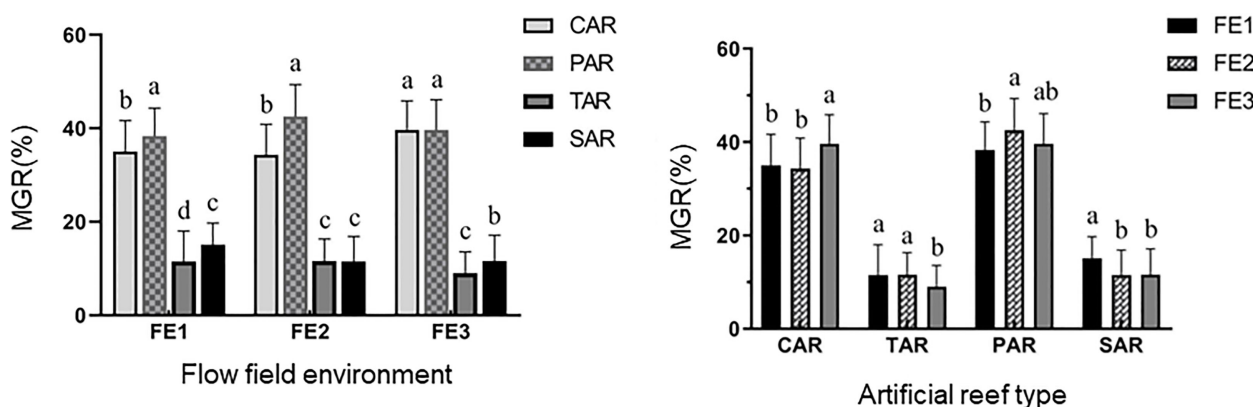 60
40
20
0
MGR(%)
b a d c
b a c c
a a c b
FE1 FE2 FE3
Flow field environment
CAR
PAR
TAR
SAR
60
40
20
0
MGR(%)
b b a
a a b
b a ab
a b b
CAR TAR PAR SAR
Artificial reef type
FE1
FE2
FE3